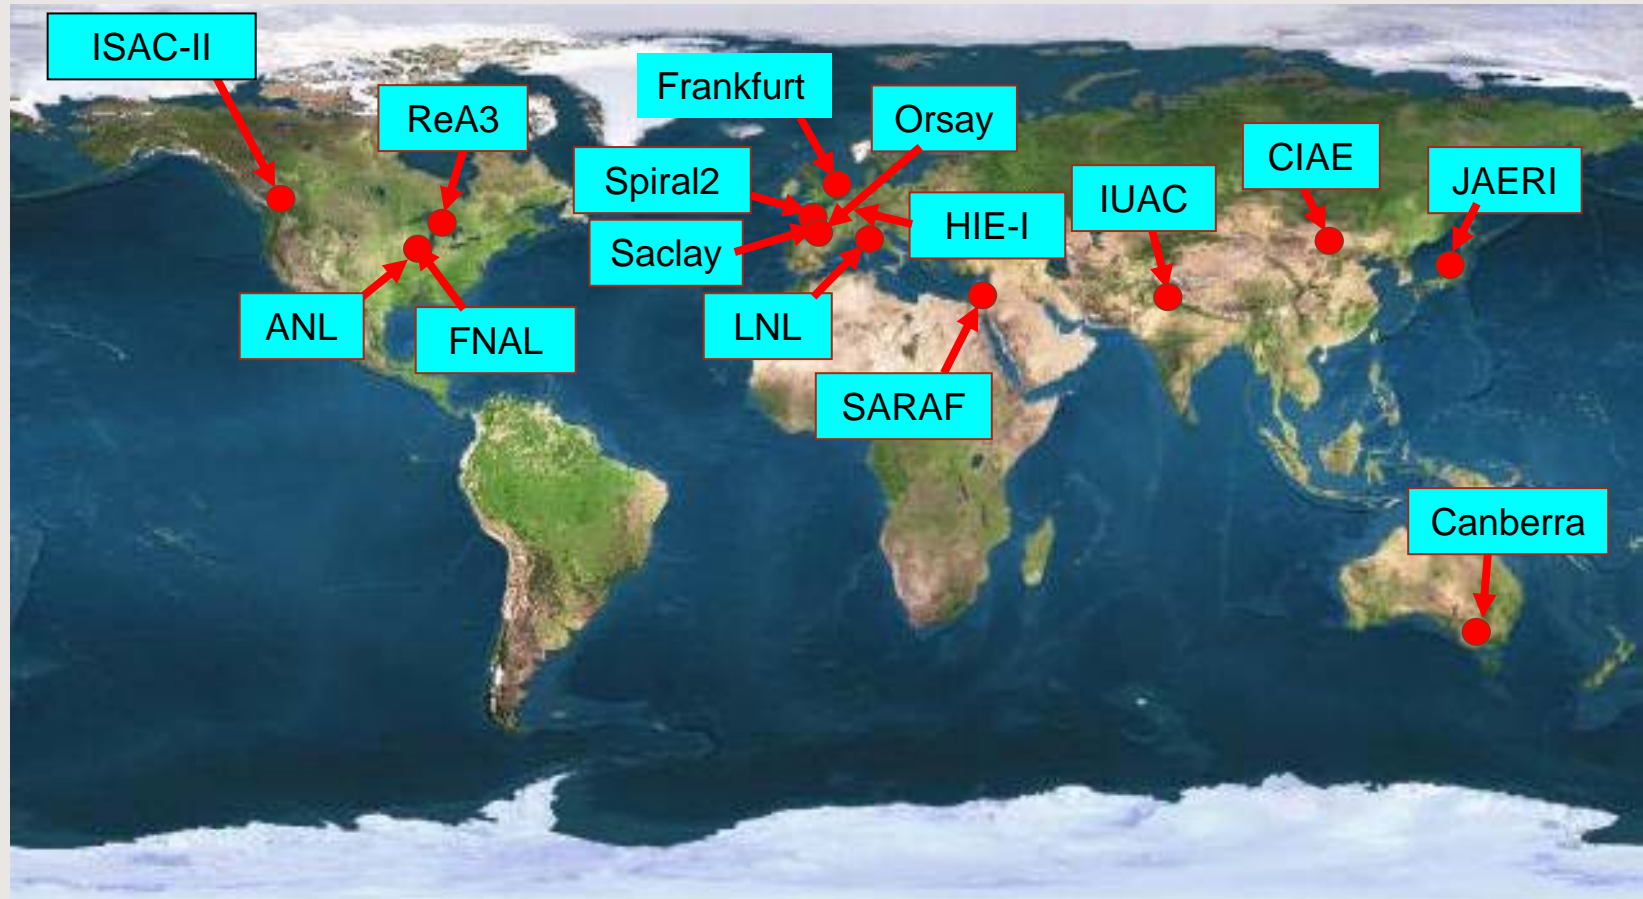 ISAC-II
Frankfurt
ReA3
Orsay
CIAE
JAERI
Spiral2
IUAC
HIE-I
Saclay
ANL
FNAL
LNL
SARAF
Canberra